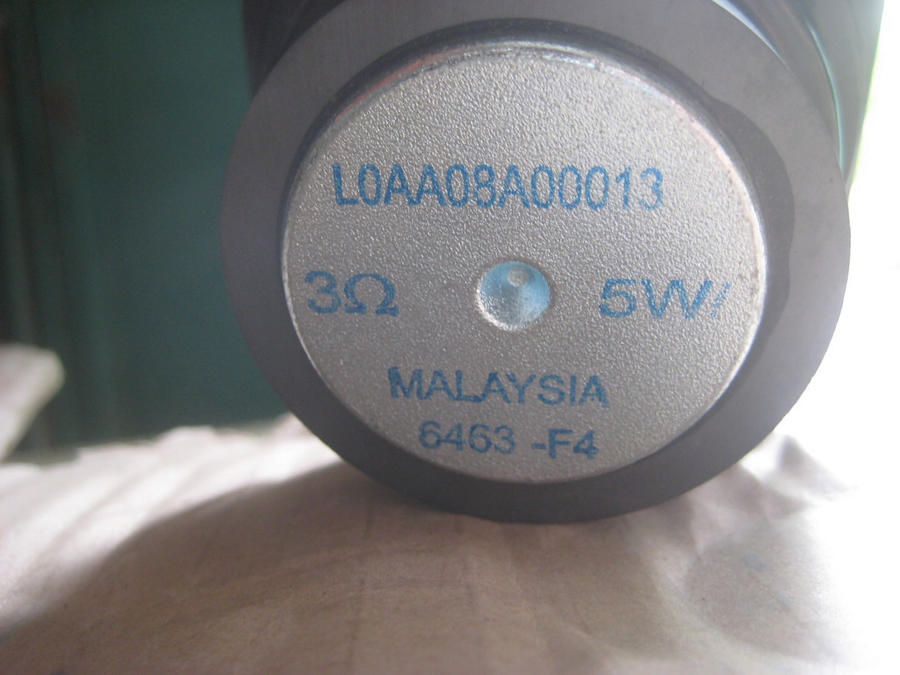 L0AA08A00013
3Ω 5W/
MALAYSIA
6463 -F4